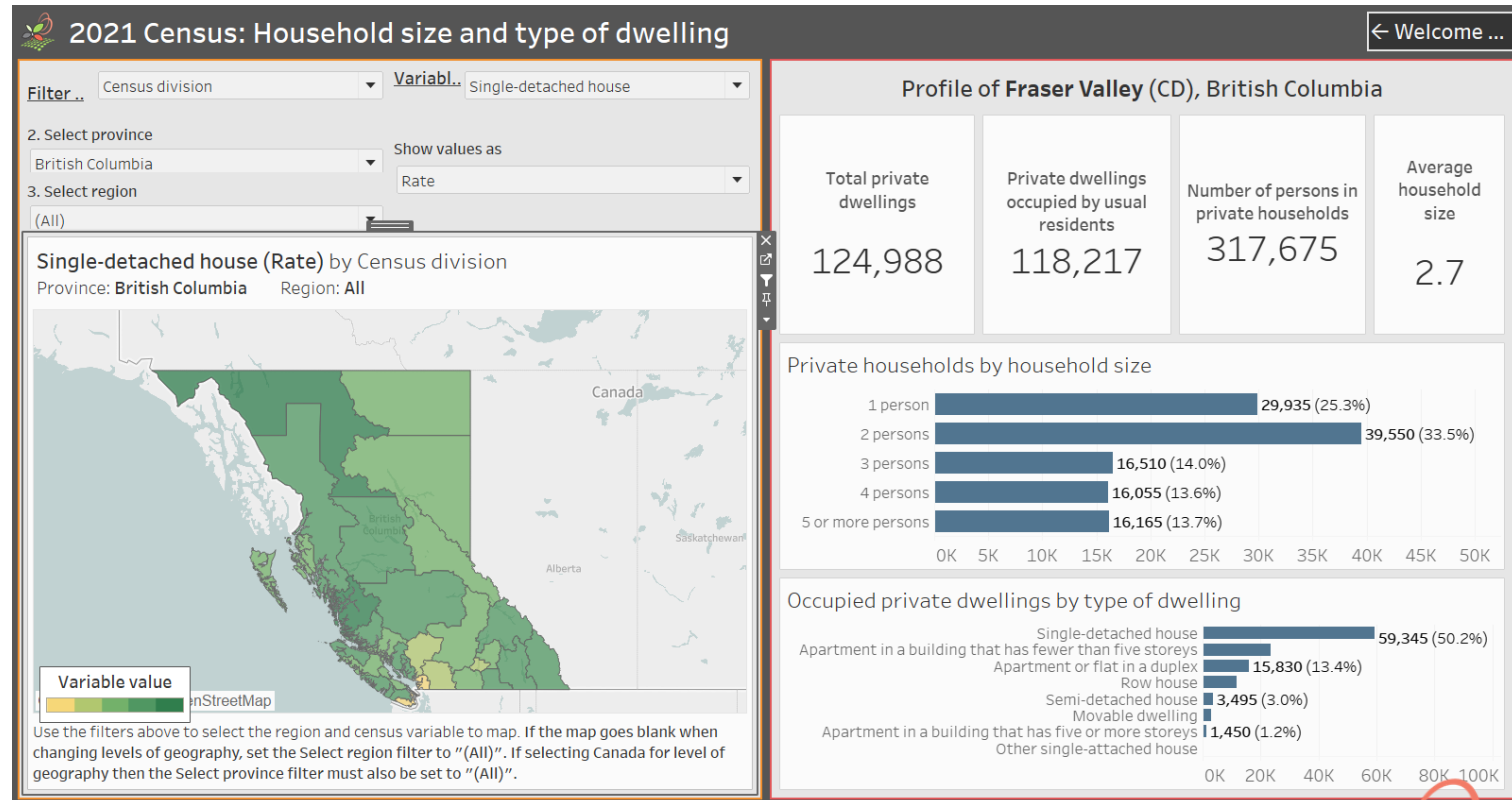 2021 Census: Household size and type of dwelling
← Welcome ...
Filter ..
Census division
Variabl..
Single-detached house
2. Select province
British Columbia
Show values as
Rate
3. Select region
(All)
Single-detached house (Rate) by Census division
Province: British Columbia Region: All
Canada
British
Columbia
Alberta
Saskatchewan
Variable value
enStreetMap
Use the filters above to select the region and census variable to map. If the map goes blank when
changing levels of geography, set the Select region filter to "(All)". If selecting Canada for level of
geography then the Select province filter must also be set to "(All)".
Profile of Fraser Valley (CD), British Columbia
Total private
dwellings
124,988
Private dwellings
occupied by usual
residents
118,217
Number of persons in
private households
317,675
Average
household
size
2.7
Private households by household size
1 person 29,935 (25.3%)
2 persons 39,550 (33.5%)
3 persons 16,510 (14.0%)
4 persons 16,055 (13.6%)
5 or more persons 16,165 (13.7%)
0K 5K 10K 15K 20K 25K 30K 35K 40K 45K 50K
Occupied private dwellings by type of dwelling
Single-detached house 59,345 (50.2%)
Apartment in a building that has fewer than five storeys
Apartment or flat in a duplex 15,830 (13.4%)
Row house
Semi-detached house 3,495 (3.0%)
Movable dwelling
Apartment in a building that has five or more storeys 1,450 (1.2%)
Other single-attached house
0K 20K 40K 60K 80K 100K